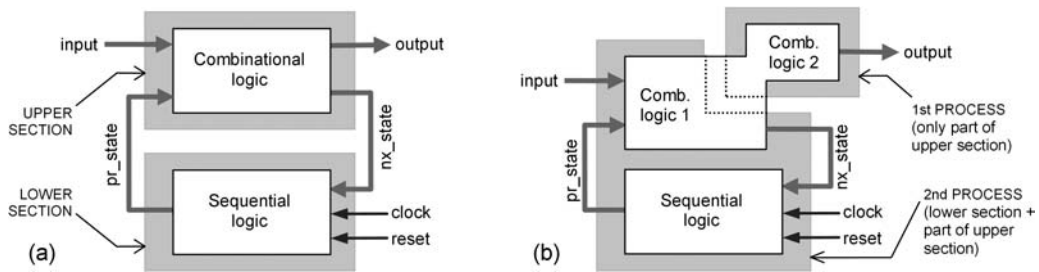 input
Combinational
logic
output
UPPER
SECTION
pr_state
nx_state
LOWER
SECTION
Sequential
logic
clock
reset
(a)
(b)
Comb.
logic 2
output
input
Comb.
logic 1
1st PROCESS
(only part of
upper section)
pr_state
nx_state
Sequential
logic
clock
reset
2nd PROCESS
(lower section +
part of upper
section)